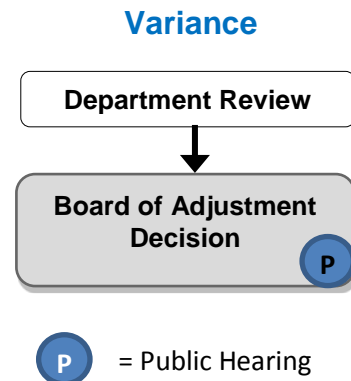 Variance
Department Review
Board of Adjustment
Decision
P
P = Public Hearing